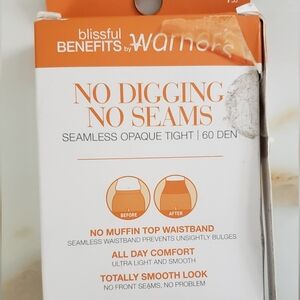 blissful
BENEFITS by Warners
NO DIGGING
NO SEAMS
SEAMLESS OPAQUE TIGHT | 60 DEN
BEFORE
AFTER
NO MUFFIN TOP WAISTBAND
SEAMLESS WAISTBAND PREVENTS UNSIGHTLY BULGES
ALL DAY COMFORT
ULTRA LIGHT AND SMOOTH
TOTALLY SMOOTH LOOK
NO FRONT SEAMS, NO PROBLEM